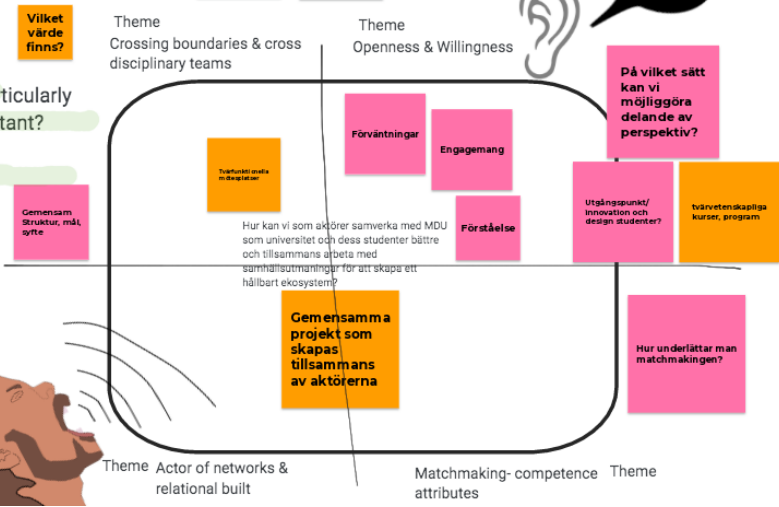 Vilket
värde
finns?
Theme
Crossing boundaries & cross
disciplinary teams
Theme
Openness & Willingness
ticularly
tant?
På vilket sätt
kan vi
möjliggöra
delande av
perspektiv?
Förväntningar
Engagemang
Tvärfunktionella
mötesplatser
Gemensam
Struktur, mål,
syfte
Förståelse
Utgångspunkt/
Innovation och
design studenter?
tvärvetenskapliga
kurser, program
Hur kan vi som aktörer samverka med MDU
som universitet och dess studenter bättre
och tillsammans arbeta med
samhällsutmaningar för att skapa ett
hållbart ekosystem?
Gemensamma
projekt som
skapas
tillsammans
av aktörerna
Hur underlättar man
matchmakingen?
Theme
Actor of networks &
relational built
Matchmaking- competence
attributes
Theme